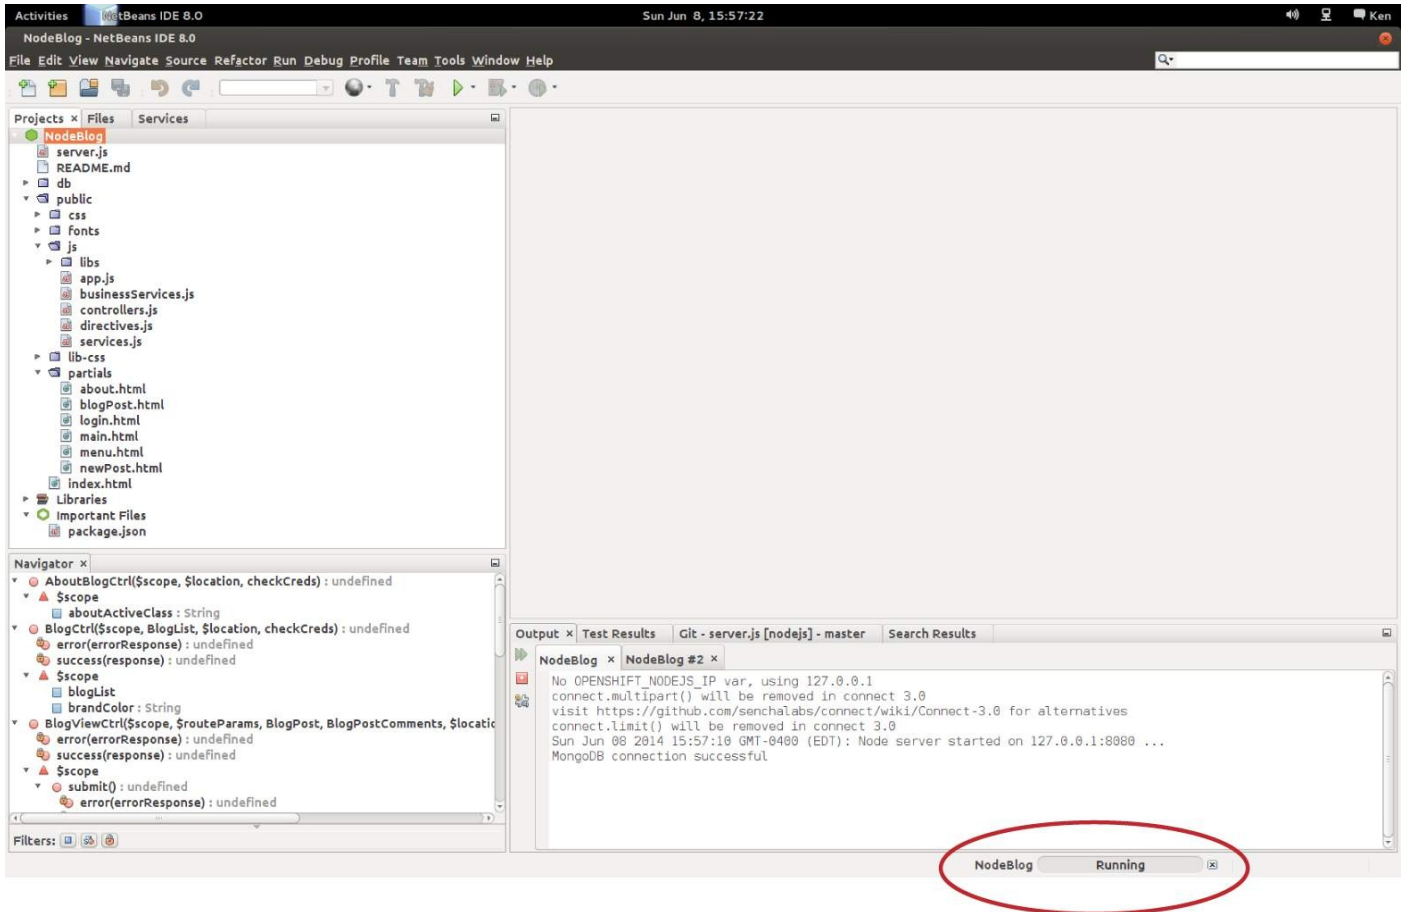 Activities NetBeans IDE 8.0 Sun Jun 8, 15:57:22 Ken
NodeBlog - NetBeans IDE 8.0
File Edit View Navigate Source Refactor Run Debug Profile Team Tools Window Help
Projects × Files Services
NodeBlog
server.js
README.md
db
public
css
fonts
js
libs
app.js
businessServices.js
controllers.js
directives.js
services.js
lib-css
partials
about.html
blogPost.html
login.html
main.html
menu.html
newPost.html
index.html
Libraries
Important Files
package.json
Navigator ×
AboutBlogCtrl($scope, $location, checkCreds) : undefined
$scope
aboutActiveClass : String
BlogCtrl($scope, BlogList, $location, checkCreds) : undefined
error(errorResponse) : undefined
success(response) : undefined
$scope
blogList
brandColor : String
BlogViewCtrl($scope, $routeParams, BlogPost, BlogPostComments, $locatic
error(errorResponse) : undefined
success(response) : undefined
$scope
submit() : undefined
error(errorResponse) : undefined
Filters:
Output × Test Results Git - server.js [nodejs] - master Search Results
NodeBlog × NodeBlog #2 ×
No OPENSHIFT_NODEJS_IP var, using 127.0.0.1
connect.multipart() will be removed in connect 3.0
visit https://github.com/senchalabs/connect/wiki/Connect-3.0 for alternatives
connect.limit() will be removed in connect 3.0
Sun Jun 08 2014 15:57:10 GMT-0400 (EDT): Node server started on 127.0.0.1:8080 ...
MongoDB connection successful
NodeBlog Running